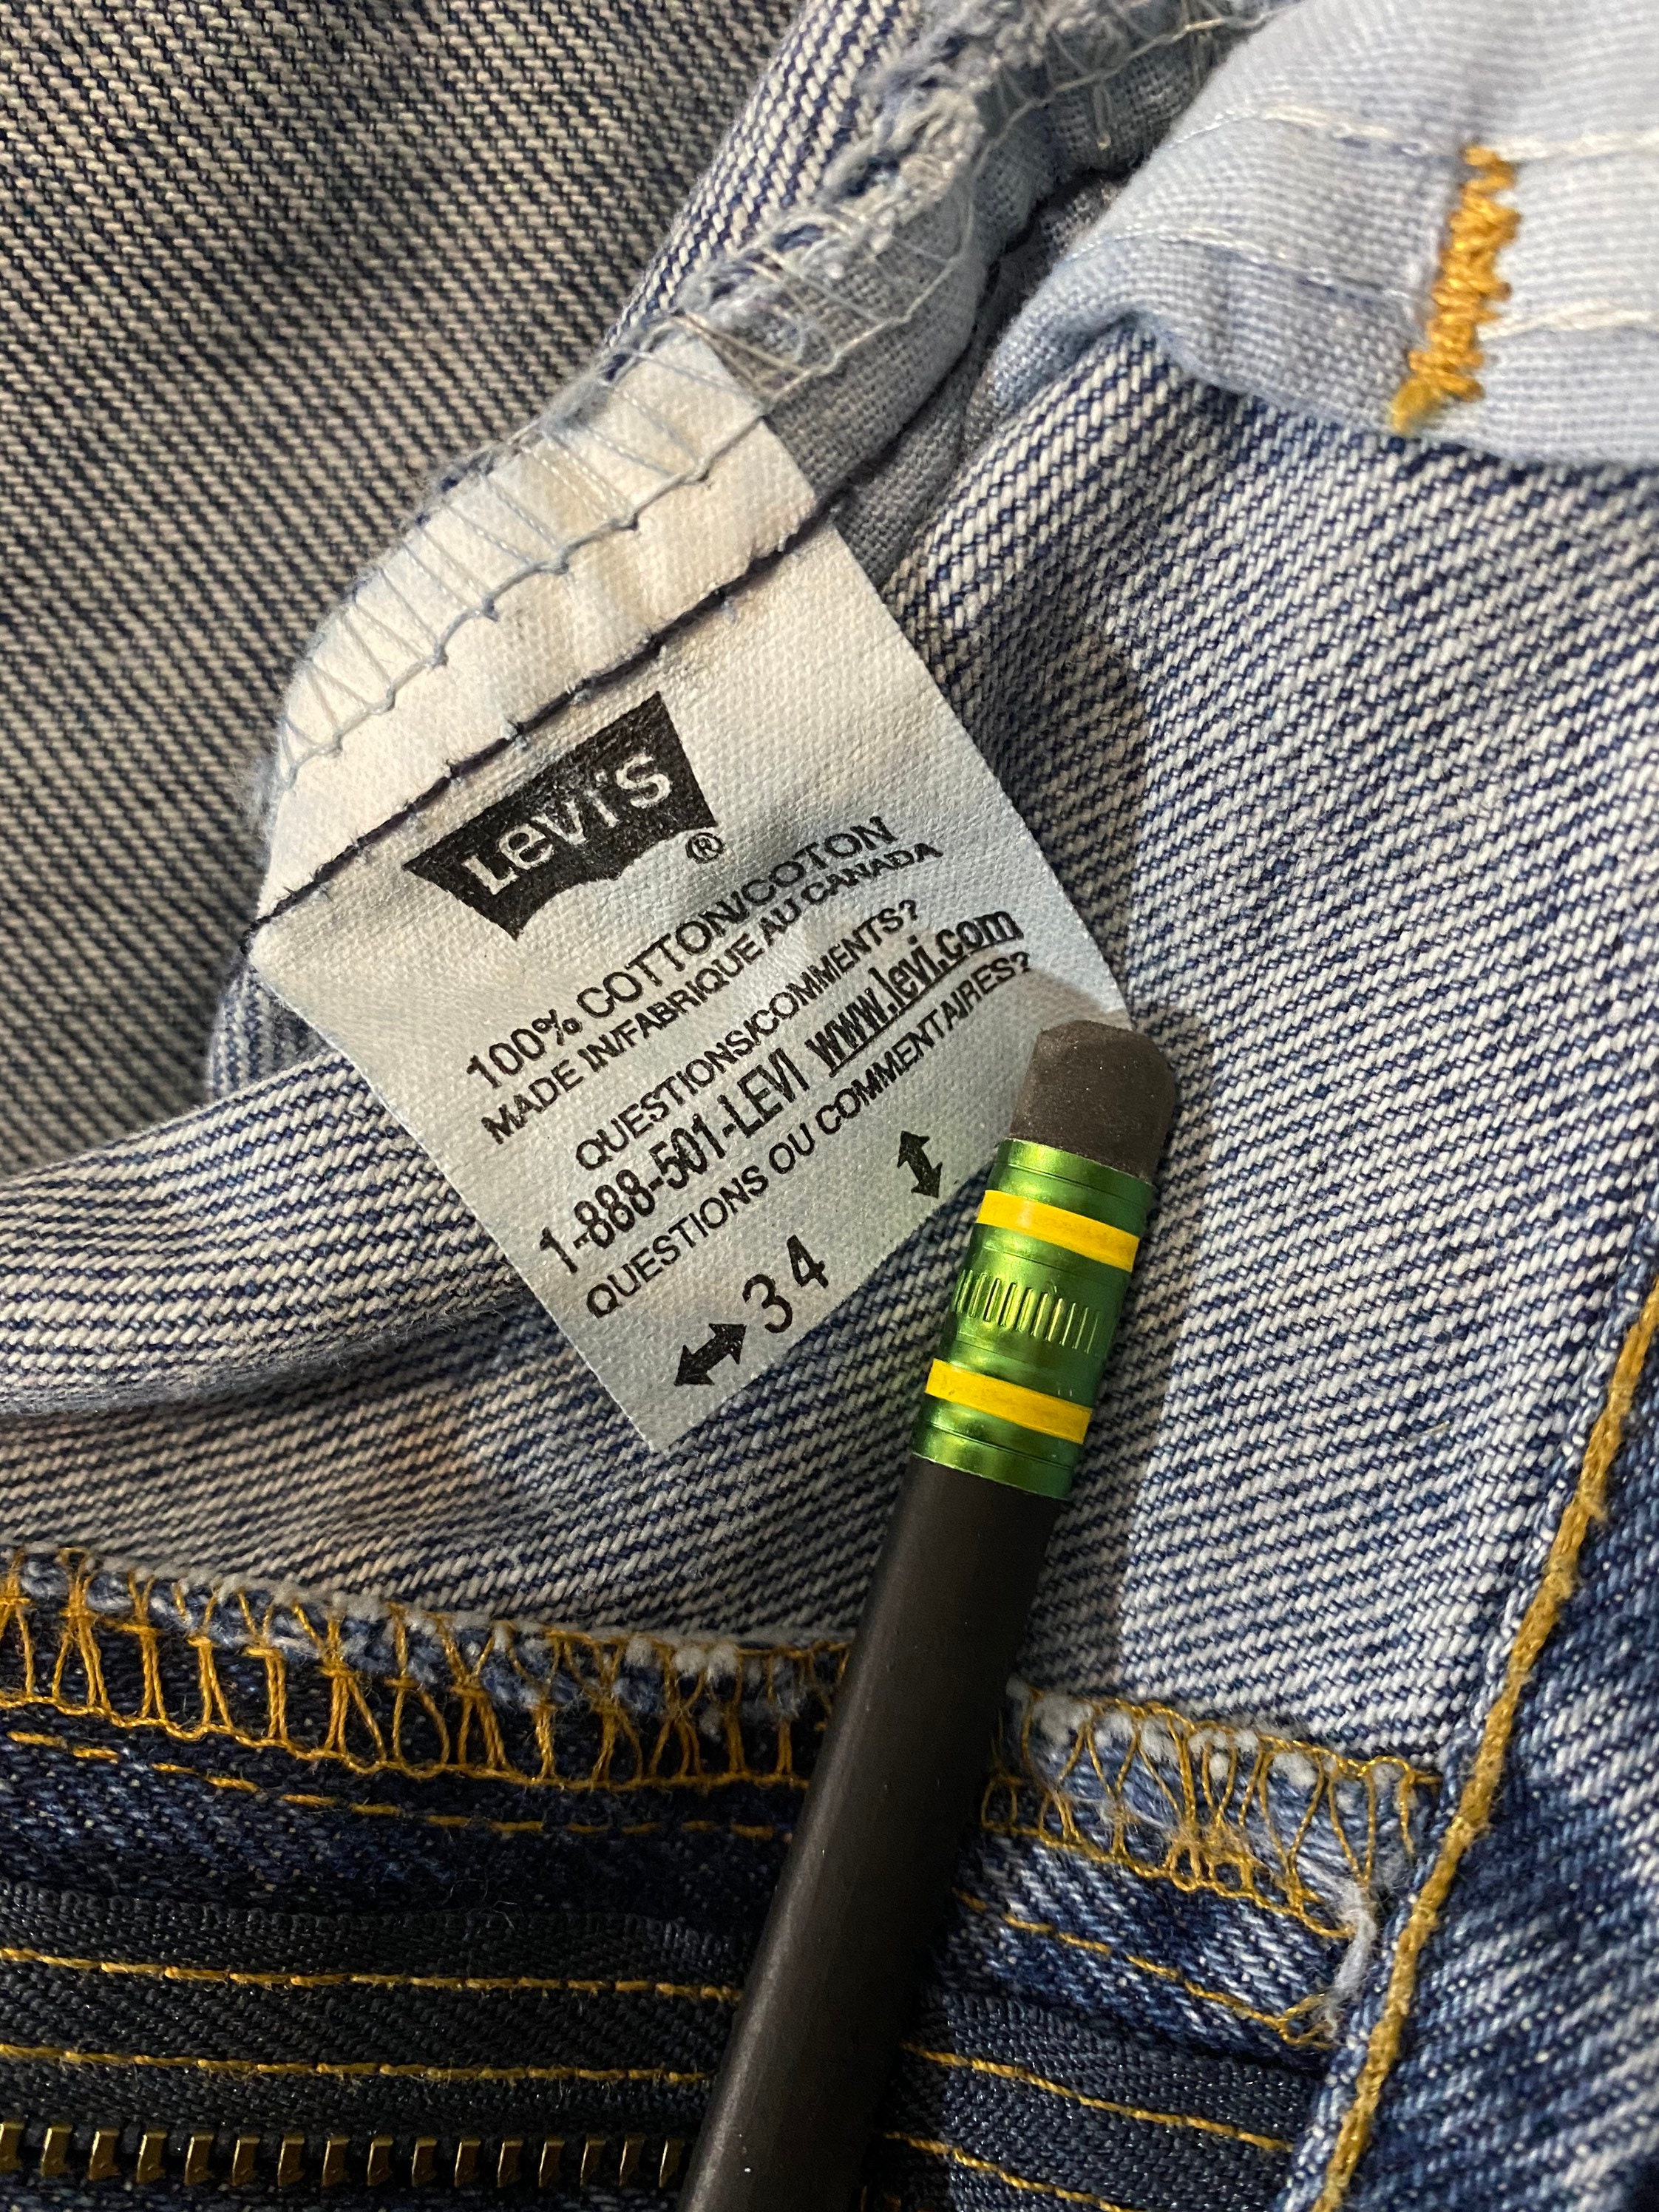 Levi's ®
100% COTTON/COTON
MADE IN/FABRIQUE AU CANADA
QUESTIONS/COMMENTS?
1-888-501-LEVI www.levi.com
QUESTIONS OU COMMENTAIRES?
34